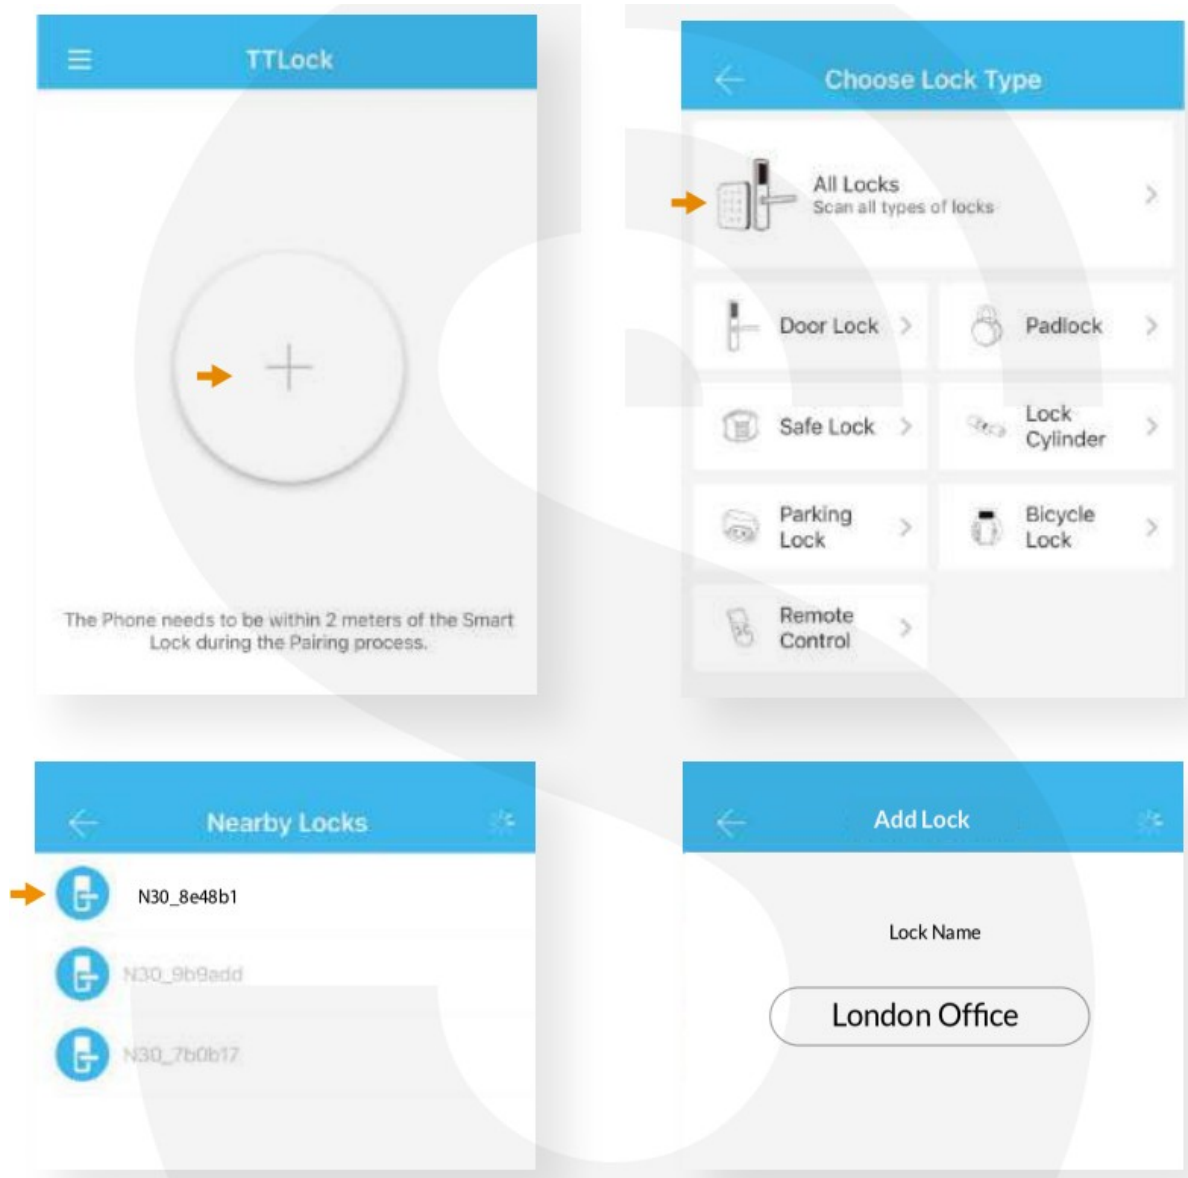 TTLock
The Phone needs to be within 2 meters of the Smart
Lock during the Pairing process.
Choose Lock Type
All Locks
Scan all types of locks
Door Lock
Padlock
Safe Lock
Lock
Cylinder
Parking
Lock
Bicycle
Lock
Remote
Control
Nearby Locks
N30_8e48b1
N30_9b9add
N30_7b0b17
Add Lock
Lock Name
London Office